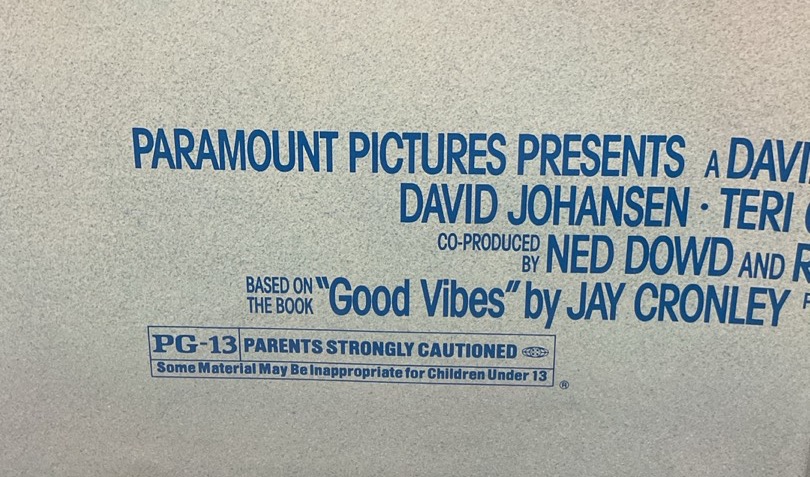 PARAMOUNT PICTURES PRESENTS A DAVI
DAVID JOHANSEN · TERI
CO-PRODUCED BY NED DOWD AND R
BASED ON THE BOOK "Good Vibes" by JAY CRONLEY
PG-13 PARENTS STRONGLY CAUTIONED
Some Material May Be Inappropriate for Children Under 13 ®